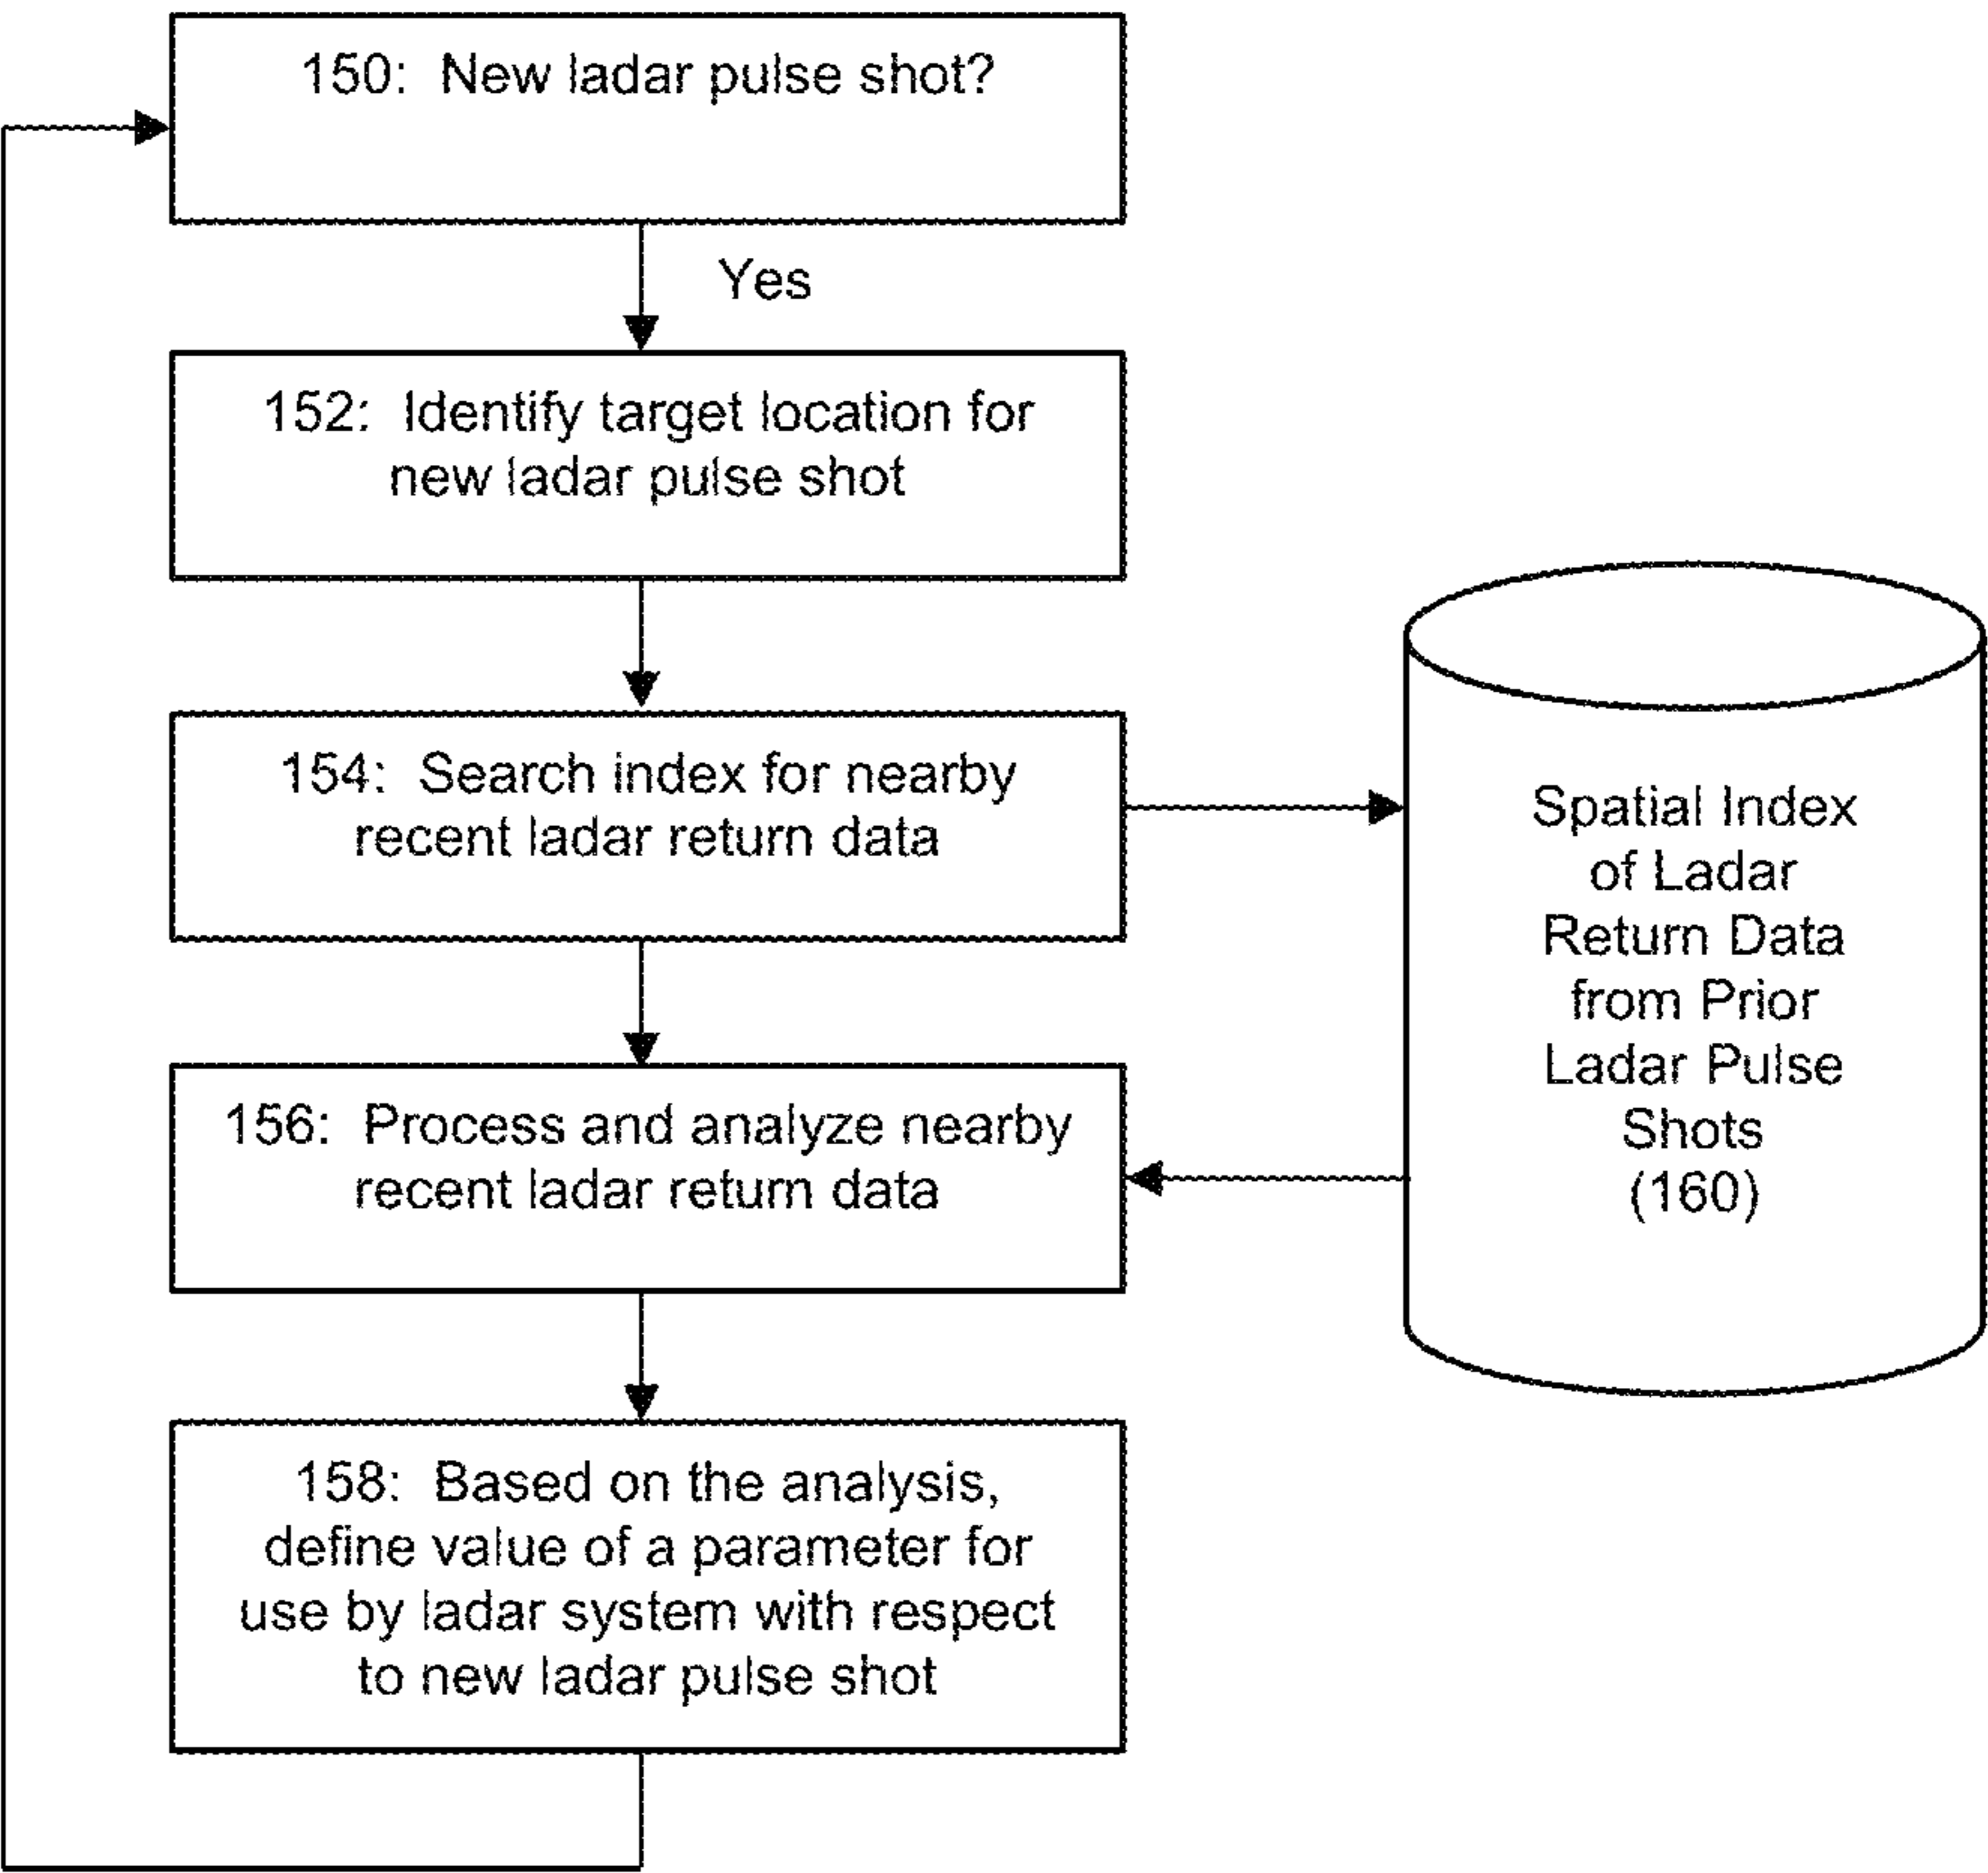 150: New ladar pulse shot?
Yes
152: Identify target location for
new ladar pulse shot
154: Search index for nearby
recent ladar return data
156: Process and analyze nearby
recent ladar return data
158: Based on the analysis,
define value of a parameter for
use by ladar system with respect
to new ladar pulse shot
Spatial Index
of Ladar
Return Data
from Prior
Ladar Pulse
Shots
(160)